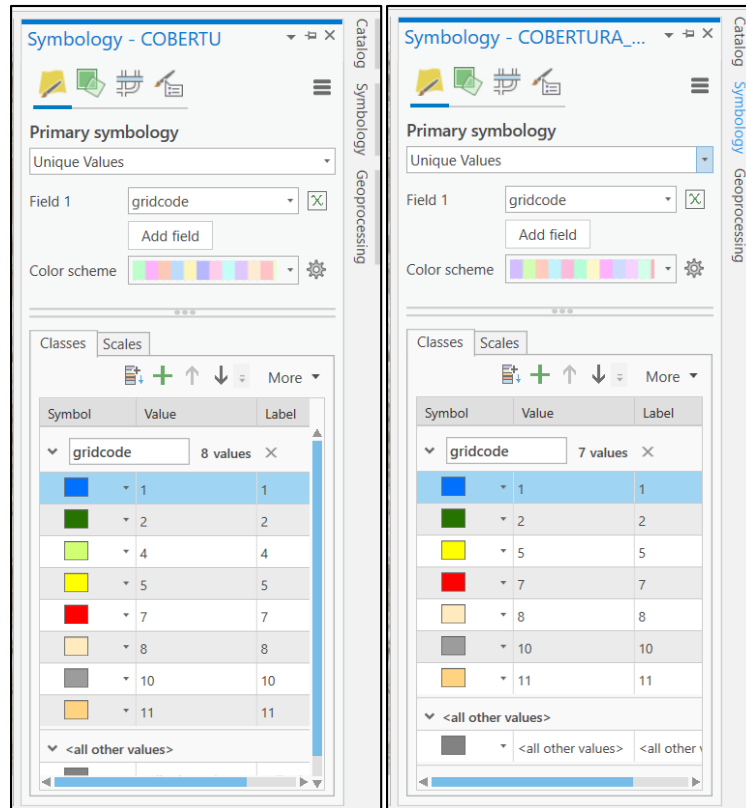 Symbology - COBERTU
Primary symbology
Unique Values
Field 1 gridcode
Add field
Color scheme
Classes Scales
More
Symbol Value Label
gridcode 8 values
1 1
2 2
4 4
5 5
7 7
8 8
10 10
11 11
<all other values>
Catalog
Symbology
Geoprocessing
Symbology - COBERTURA_...
Primary symbology
Unique Values
Field 1 gridcode
Add field
Color scheme
Classes Scales
More
Symbol Value Label
gridcode 7 values
1 1
2 2
5 5
7 7
8 8
10 10
11 11
<all other values>
<all other values> <all other
Catalog
Symbology
Geoprocessing